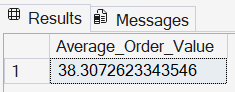 Results Messages
Average_Order_Value
1 38.3072623343546